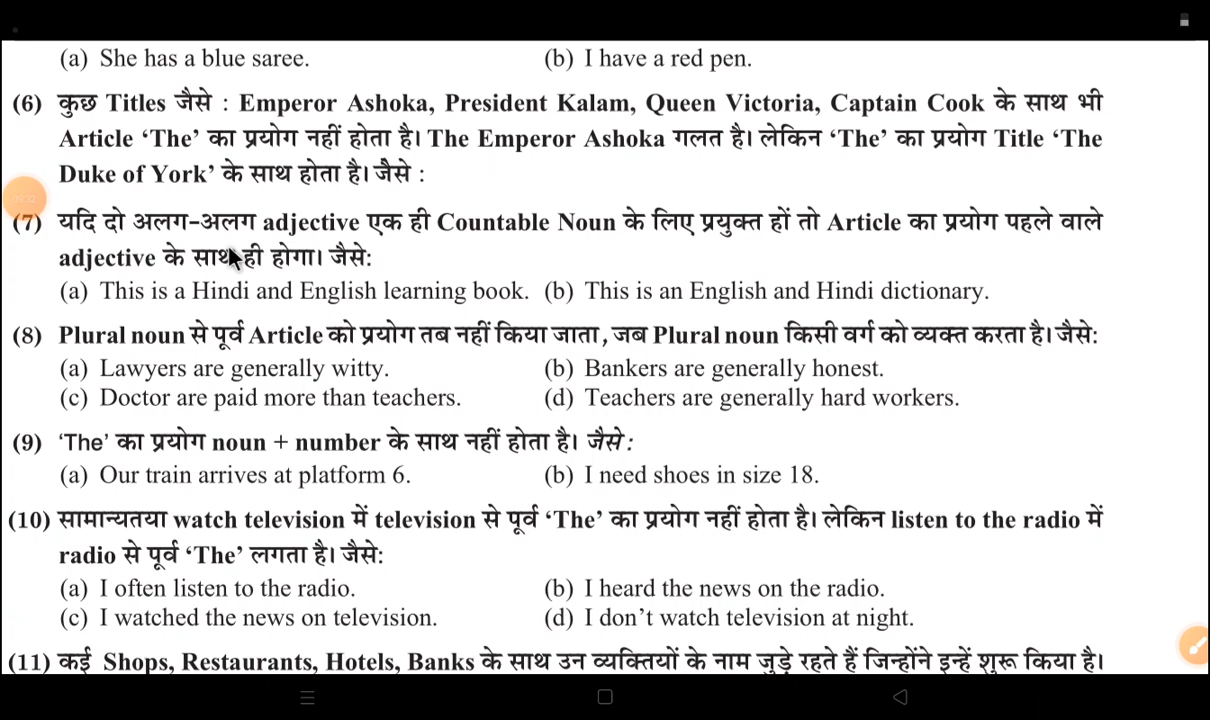 (a) She has a blue saree. (b) I have a red pen.
(6) कुछ Titles जैसे : Emperor Ashoka, President Kalam, Queen Victoria, Captain Cook के साथ भी
Article ‘The’ का प्रयोग नहीं होता है। The Emperor Ashoka गलत है। लेकिन ‘The’ का प्रयोग Title ‘The
Duke of York’ के साथ होता है। जैसे :
(7) यदि दो अलग-अलग adjective एक ही Countable Noun के लिए प्रयुक्त हों तो Article का प्रयोग पहले वाले
adjective के साथ ही होगा। जैसे:
(a) This is a Hindi and English learning book. (b) This is an English and Hindi dictionary.
(8) Plural noun से पूर्व Article को प्रयोग तब नहीं किया जाता, जब Plural noun किसी वर्ग को व्यक्त करता है। जैसे:
(a) Lawyers are generally witty. (b) Bankers are generally honest.
(c) Doctor are paid more than teachers. (d) Teachers are generally hard workers.
(9) ‘The’ का प्रयोग noun + number के साथ नहीं होता है। जैसे:
(a) Our train arrives at platform 6. (b) I need shoes in size 18.
(10) सामान्यतया watch television में television से पूर्व ‘The’ का प्रयोग नहीं होता है। लेकिन listen to the radio में
radio से पूर्व ‘The’ लगता है। जैसे:
(a) I often listen to the radio. (b) I heard the news on the radio.
(c) I watched the news on television. (d) I don’t watch television at night.
(11) कई Shops, Restaurants, Hotels, Banks के साथ उन व्यक्तियों के नाम जुड़े रहते हैं जिन्होंने इन्हें शुरू किया है।